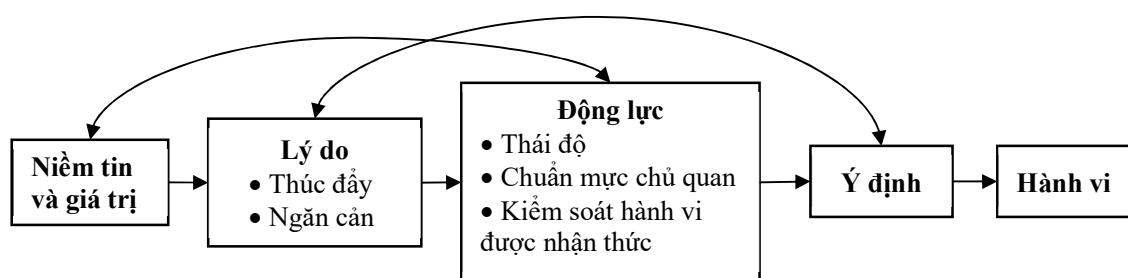 Niềm tin
và giá trị
Lý do
• Thúc đẩy
• Ngăn cản
Động lực
• Thái độ
• Chuẩn mực chủ quan
• Kiểm soát hành vi
được nhận thức
Ý định
Hành vi